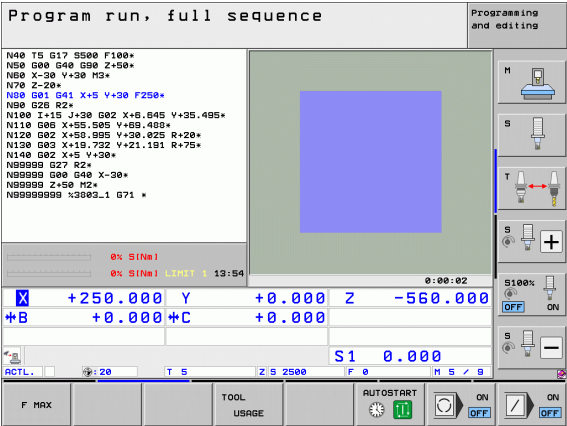 Program run, full sequence
Programming
and editing
N40 T5 G17 S500 F100*
N50 G00 G40 G90 Z+50*
N60 X-30 Y+30 M3*
N70 Z-20*
N80 G01 G41 X+5 Y+30 F250*
N90 G26 R2*
N100 I+15 J+30 G02 X+6.645 Y+35.495*
N110 G06 X+55.505 Y+69.488*
N120 G02 X+58.995 Y+30.025 R+20*
N130 G03 X+19.732 Y+21.191 R+75*
N140 G02 X+5 Y+30*
N99999 G27 R2*
N99999 G00 G40 X-30*
N99999 Z+50 M2*
N99999999 %3803_1 G71 *
0% S[Nm]
0% S[Nm] LIMIT 1 13:54
0:00:02
X +250.000 Y +0.000 Z -560.000
B +0.000 C +0.000
S1 0.000
ACTL. :20 T 5 Z S 2500 F 0 M 5 / 9
M
S
T
S
S100%
OFF ON
S
F MAX
TOOL
USAGE
AUTOSTART
ON
OFF
ON
OFF